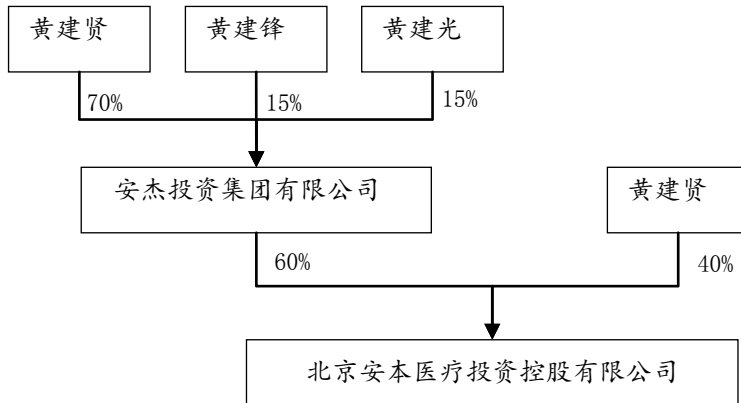 黄建贤
黄建锋
黄建光
70%
15%
15%
安杰投资集团有限公司
黄建贤
60%
40%
北京安本医疗投资控股有限公司